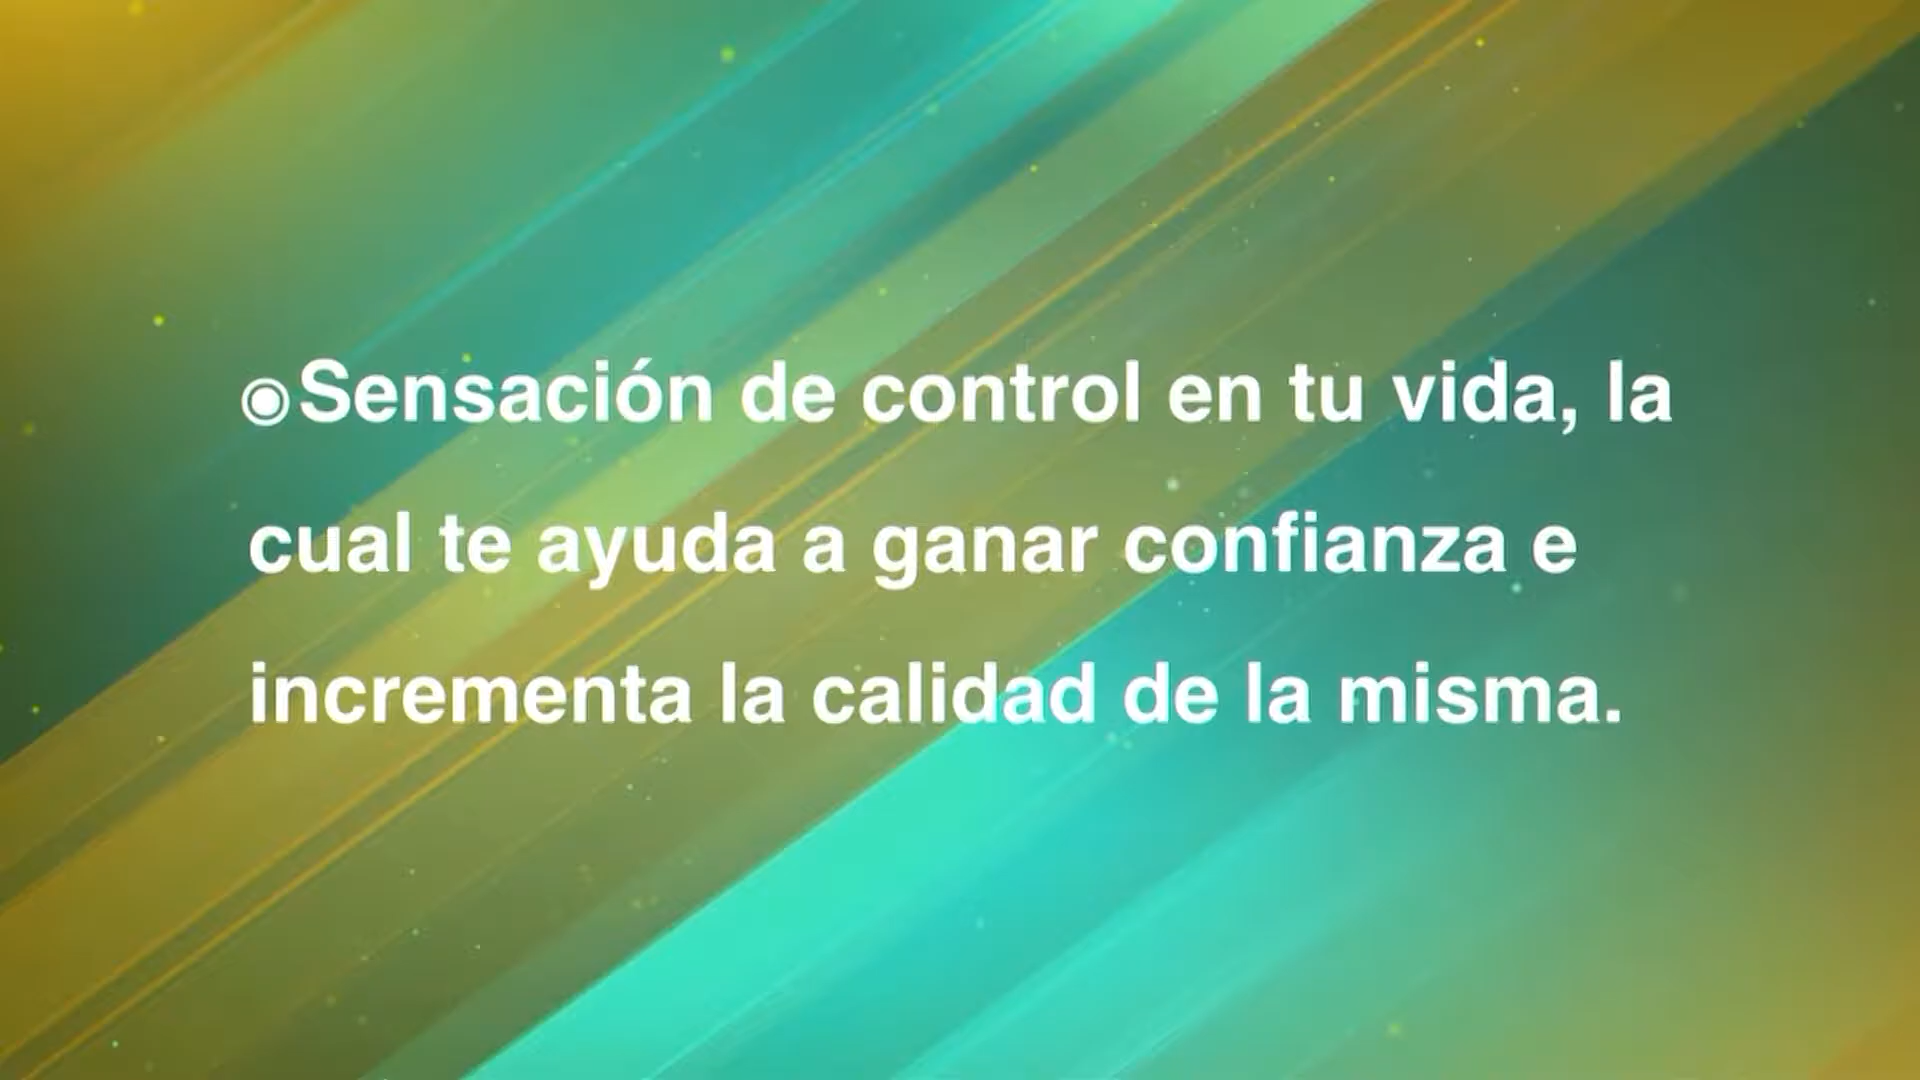 ◉Sensación de control en tu vida, la
cual te ayuda a ganar confianza e
incrementa la calidad de la misma.